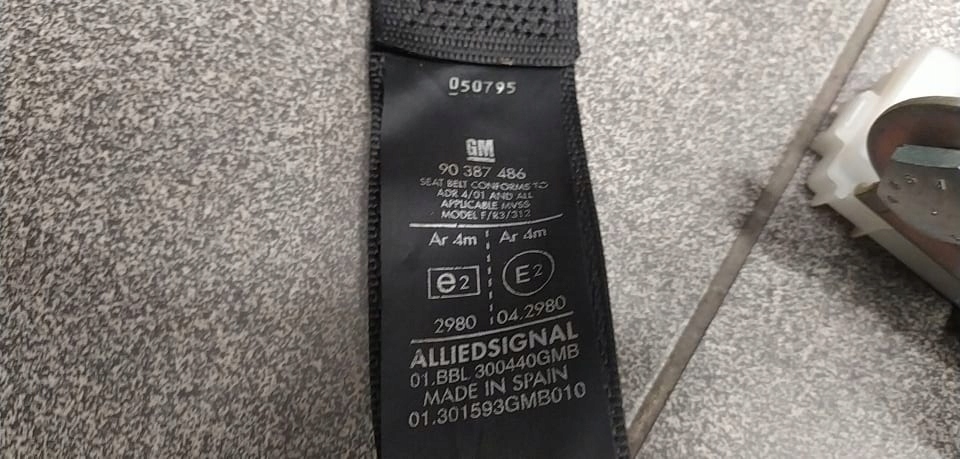 050795
GM
90 387 486
SEAT BELT CONFORMS TO
ADR 4/01 AND ALL
APPLICABLE MVSS
MODEL F/R3/312
Ar 4m Ar 4m
e2 E2
2980 04.2980
ALLIEDSIGNAL
01.BBL 300440GMB
MADE IN SPAIN
01.301593GMB010